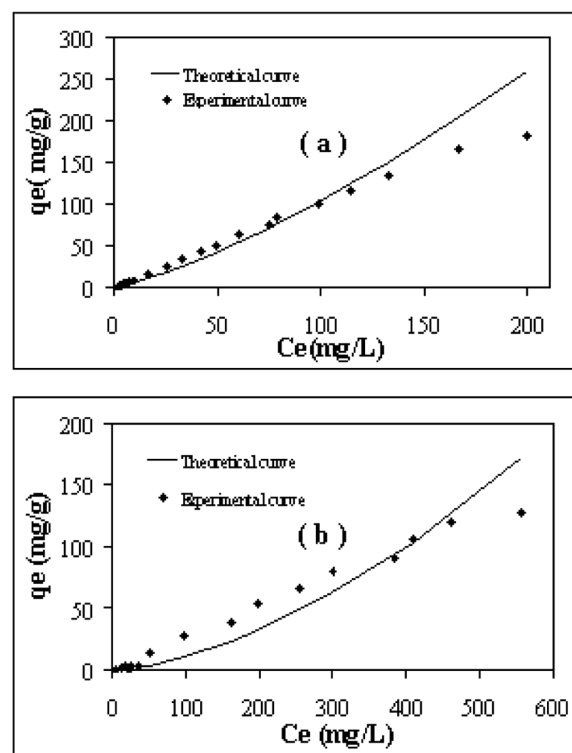 300
250
200
150
100
50
0
qe( mg/g)
Theoretical curve
Experimental curve
( a )
0 50 100 150 200
Ce(mg/L)
200
150
100
50
0
qe (mg/g)
Theoretical curve
Experimental curve
( b )
0 100 200 300 400 500 600
Ce (mg/L)